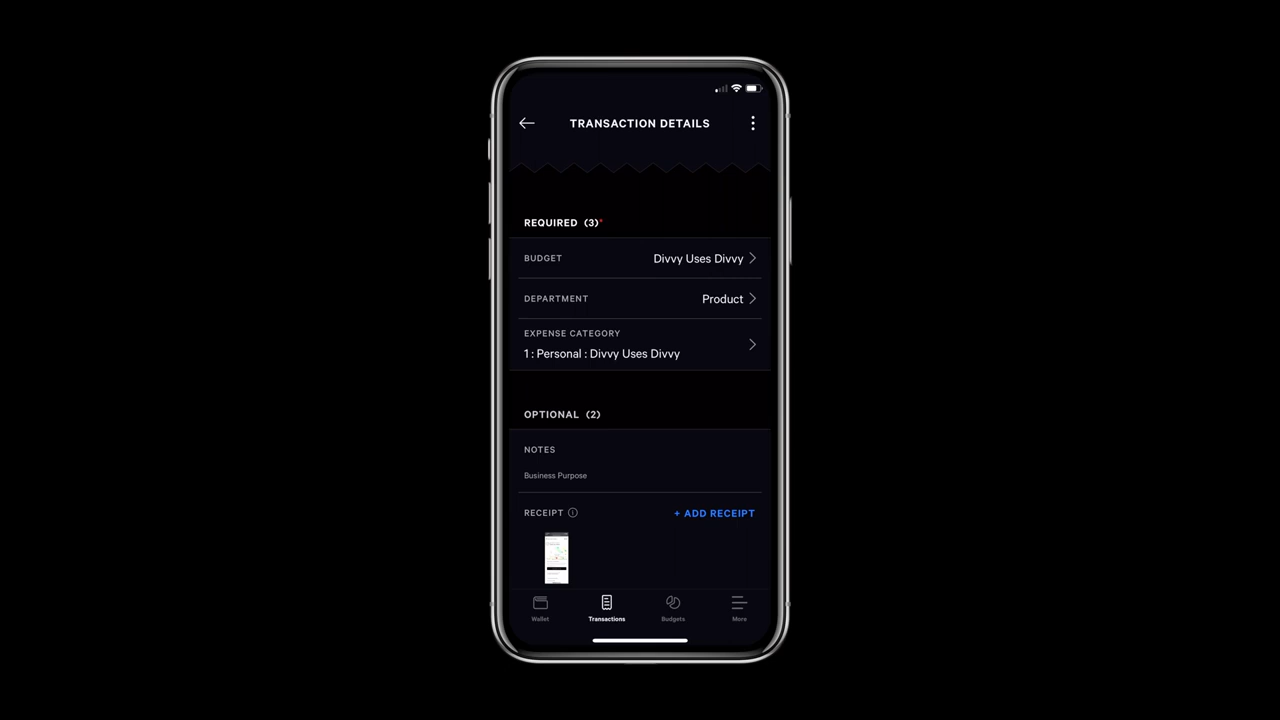 TRANSACTION DETAILS
REQUIRED (3)*
BUDGET Divvy Uses Divvy
DEPARTMENT Product
EXPENSE CATEGORY
1 : Personal : Divvy Uses Divvy
OPTIONAL (2)
NOTES
Business Purpose
RECEIPT + ADD RECEIPT
Wallet Transactions Budgets More